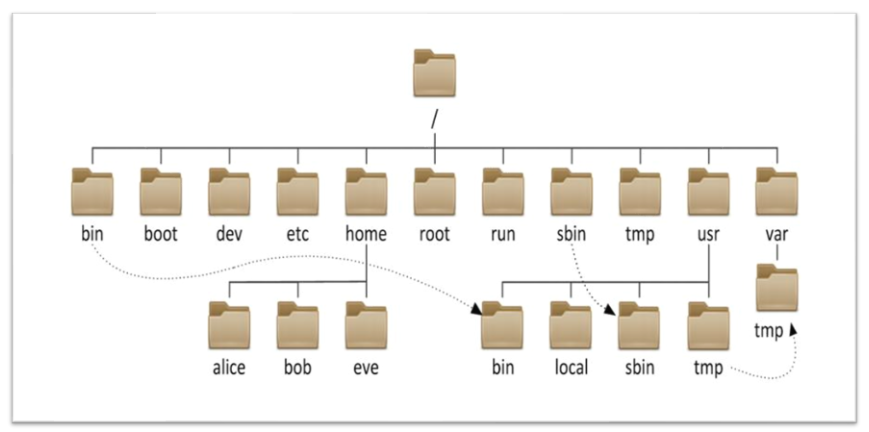 /
bin boot dev etc home root run sbin tmp usr var
tmp
alice bob eve bin local sbin tmp